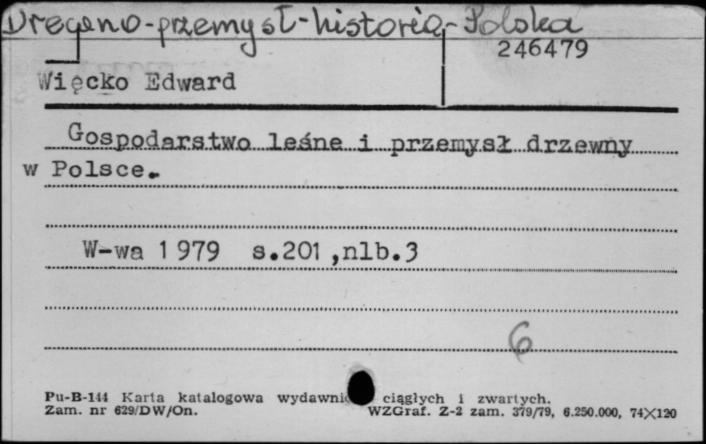 Drewno-przemysł-historia-Polska
246479
Więcko Edward
Gospodarstwo leśne i przemysł drzewny
w Polsce.
W-wa 1979 s.201,nlb.3
6
Pu-B-144 Karta katalogowa wydawni ciągłych i zwartych.
Zam. nr 629/DW/On. WZGraf. Z-2 zam. 379/79, 6.250.000, 74×120